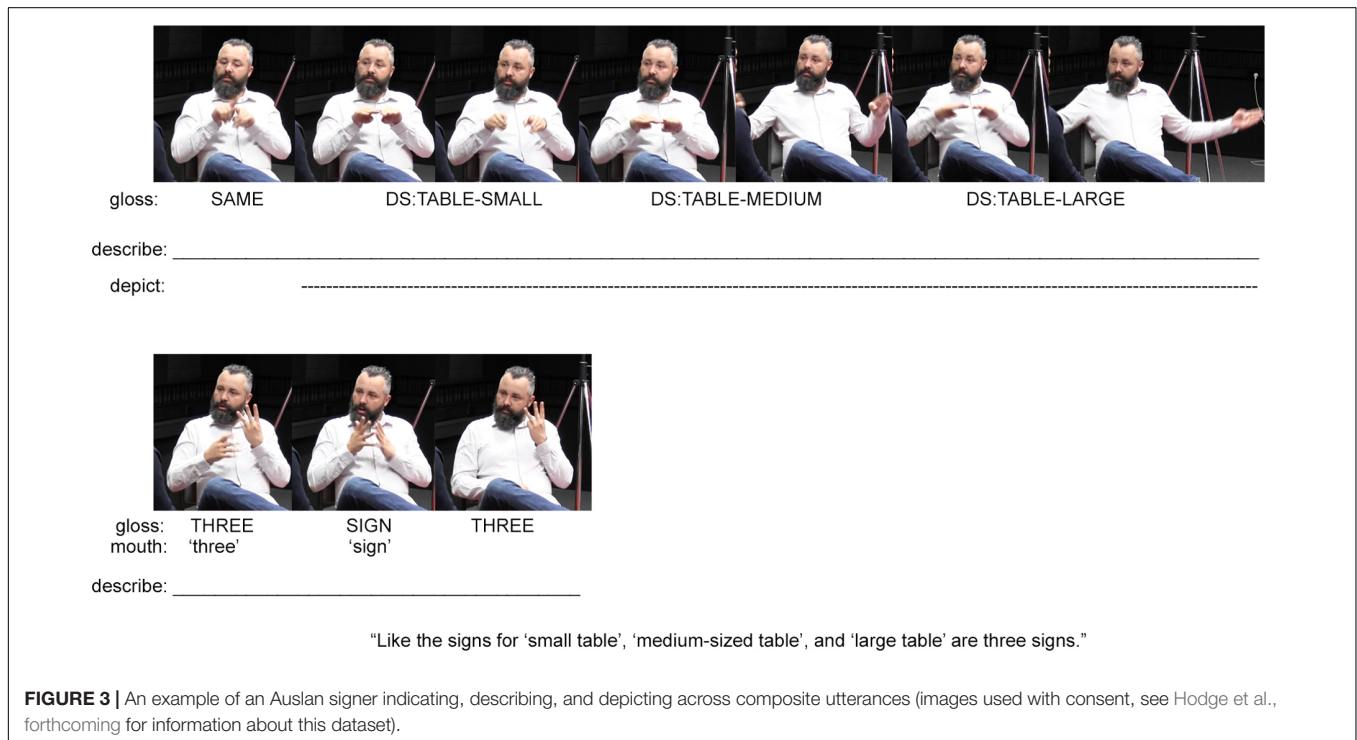 gloss: SAME DS:TABLE-SMALL DS:TABLE-MEDIUM DS:TABLE-LARGE
describe:
depict:
gloss: THREE SIGN THREE
mouth: ‘three’ ‘sign’
describe:
“Like the signs for ‘small table’, ‘medium-sized table’, and ‘large table’ are three signs.”
FIGURE 3 | An example of an Auslan signer indicating, describing, and depicting across composite utterances (images used with consent, see Hodge et al.,
forthcoming for information about this dataset).